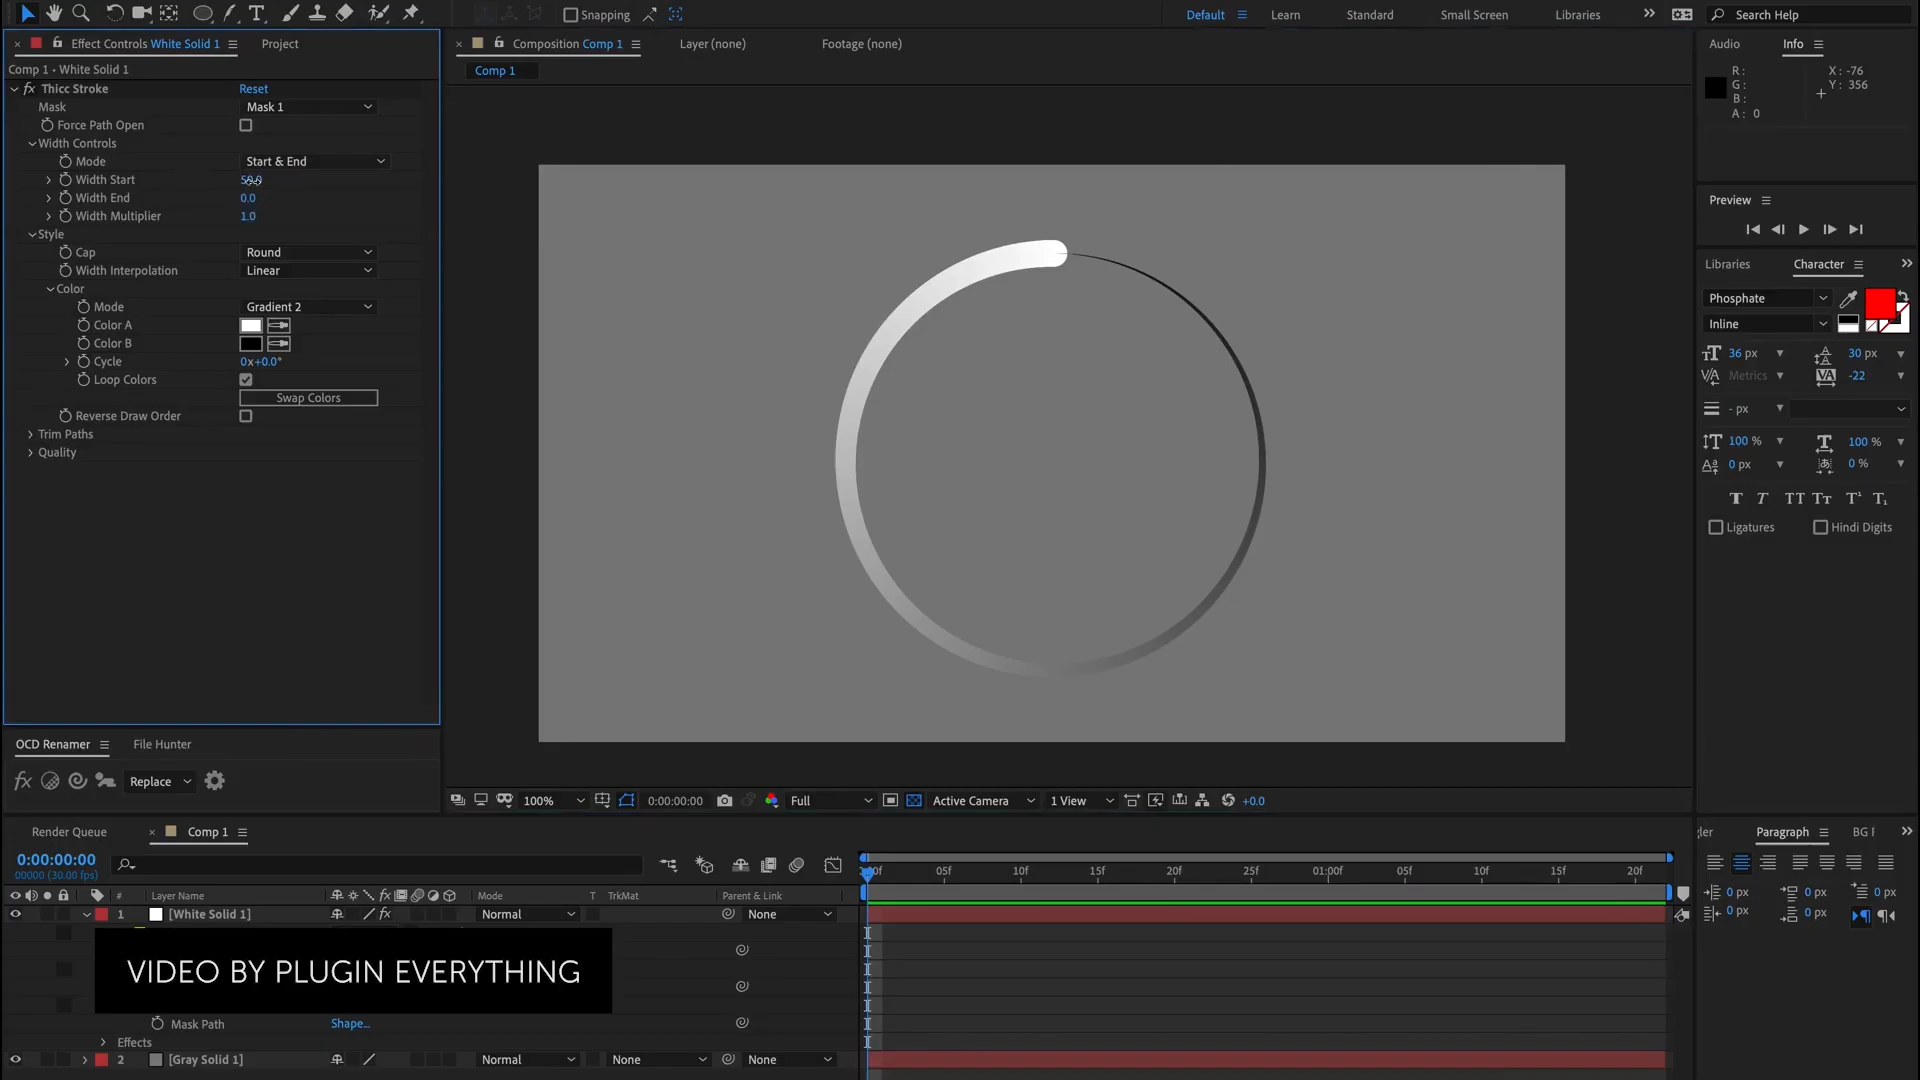 Snapping
Default
Learn
Standard
Small Screen
Libraries
Search Help
Effect Controls White Solid 1
Project
Composition Comp 1
Layer (none)
Footage (none)
Audio
Info
Comp 1 • White Solid 1
Comp 1
R :
G :
B :
A : 0
X : -76
Y : 356
fx Thicc Stroke
Reset
Mask
Mask 1
Force Path Open
Width Controls
Mode
Start & End
Width Start
Width End
0.0
Width Multiplier
1.0
Style
Cap
Round
Width Interpolation
Linear
Color
Mode
Gradient 2
Color A
Color B
Cycle
0x+0.0°
Loop Colors
Swap Colors
Reverse Draw Order
Trim Paths
Quality
Preview
Libraries
Character
Phosphate
Inline
36 px
30 px
Metrics
-22
- px
100 %
100 %
0 px
0 %
Ligatures
Hindi Digits
OCD Renamer
File Hunter
fx
Replace
100%
0:00:00:00
Full
Active Camera
1 View
+0.0
Render Queue
Comp 1
Paragraph
0:00:00:00
00000 (30.00 fps)
05f
10f
15f
20f
25f
01:00f
05f
10f
15f
20f
#
Layer Name
fx
Mode
T
TrkMat
Parent & Link
0 px
0 px
0 px
0 px
0 px
1
[White Solid 1]
fx
Normal
None
VIDEO BY PLUGIN EVERYTHING
Mask Path
Shape...
Effects
2
[Gray Solid 1]
Normal
None
None